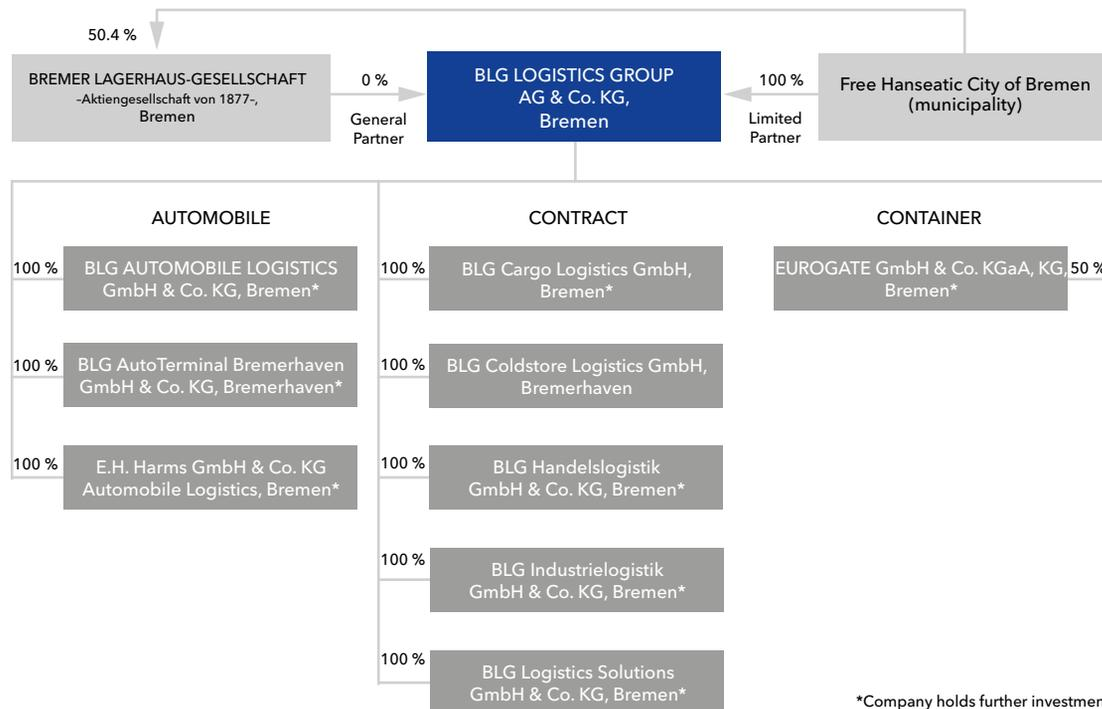 50.4 %
BREMER LAGERHAUS-GESELLSCHAFT
–Aktiengesellschaft von 1877–,
Bremen
0 %
General
Partner
BLG LOGISTICS GROUP
AG & Co. KG,
Bremen
100 %
Limited
Partner
Free Hanseatic City of Bremen
(municipality)
AUTOMOBILE
100 %
BLG AUTOMOBILE LOGISTICS
GmbH & Co. KG, Bremen*
100 %
BLG AutoTerminal Bremerhaven
GmbH & Co. KG, Bremerhaven*
100 %
E.H. Harms GmbH & Co. KG
Automobile Logistics, Bremen*
CONTRACT
100 %
BLG Cargo Logistics GmbH,
Bremen*
100 %
BLG Coldstore Logistics GmbH,
Bremerhaven
100 %
BLG Handelslogistik
GmbH & Co. KG, Bremen*
100 %
BLG Industrielogistik
GmbH & Co. KG, Bremen*
100 %
BLG Logistics Solutions
GmbH & Co. KG, Bremen*
CONTAINER
EUROGATE GmbH & Co. KGaA, KG,
Bremen*
50 %
*Company holds further